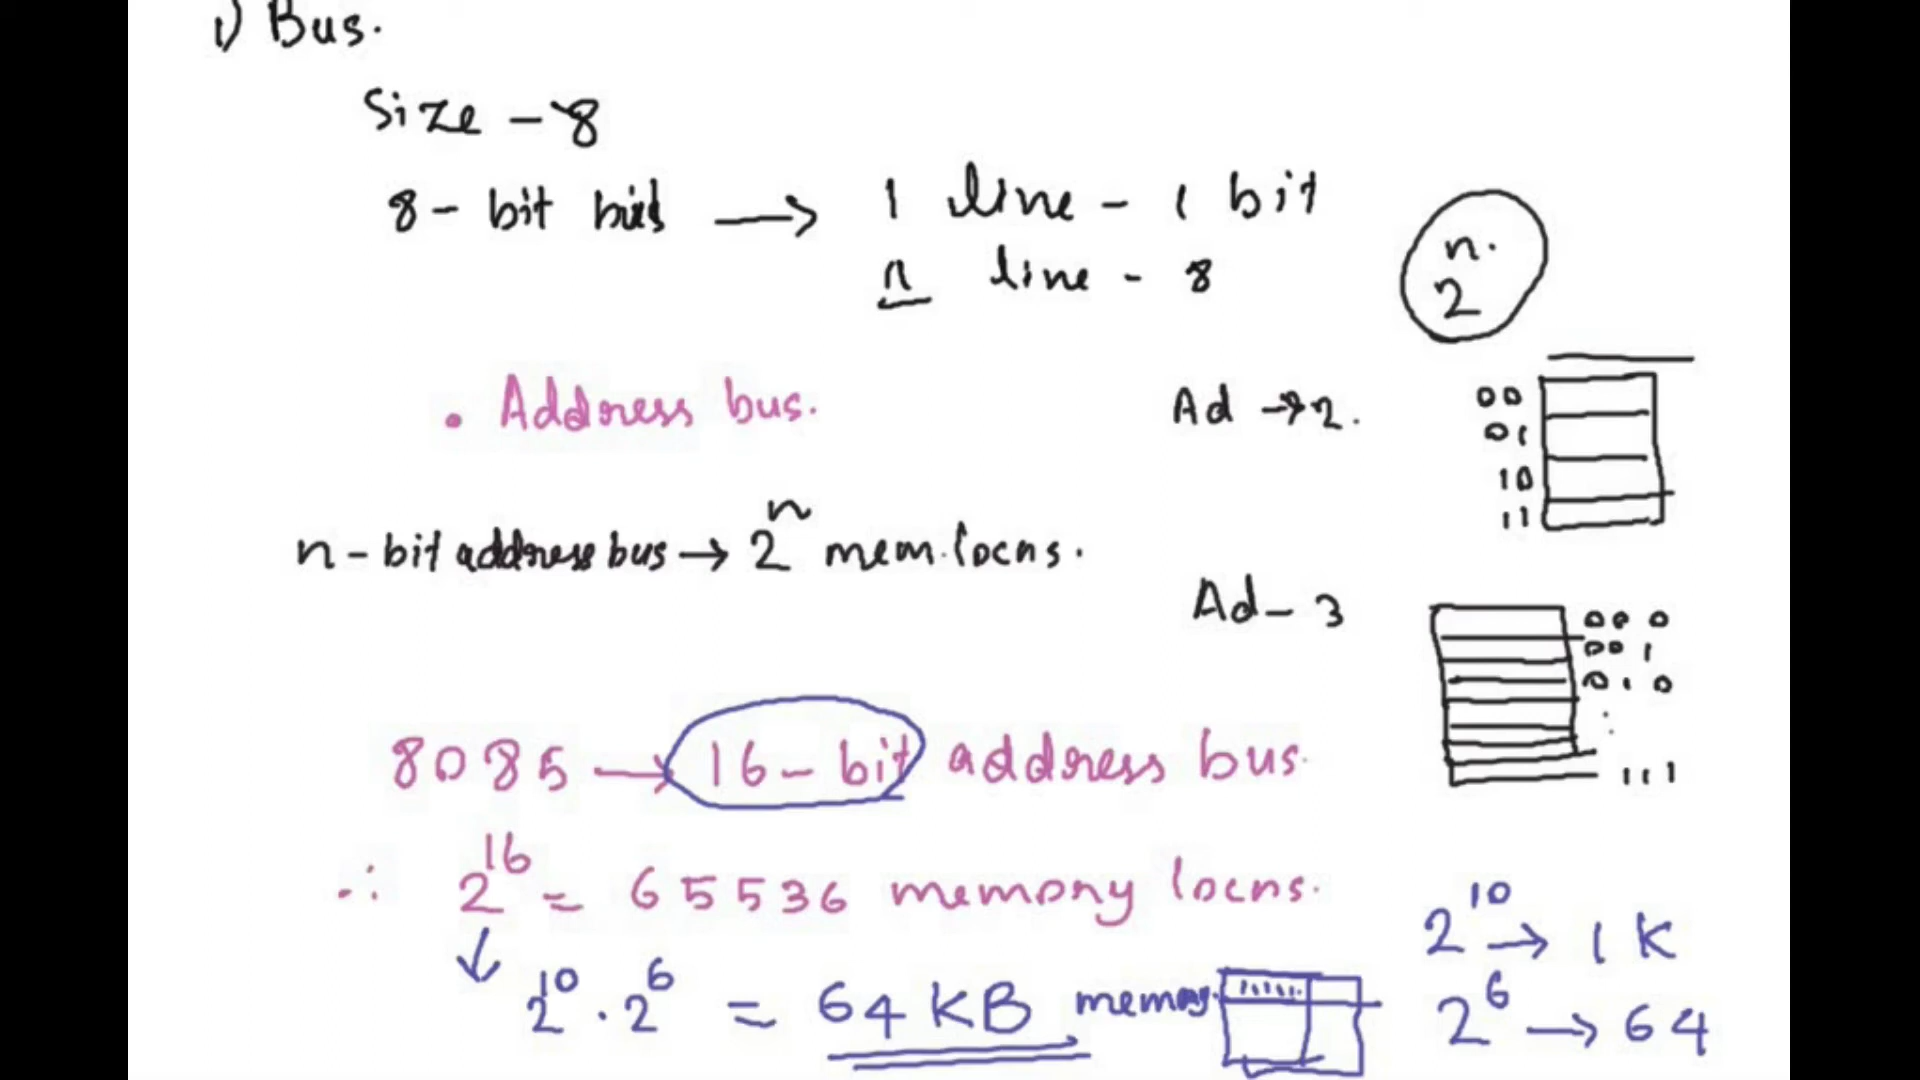 1) Bus.
Size - 8
8 - bit → 1 line - 1 bit
n line - 8
n.
2
• Address bus.
Ad → 2.
00
01
10
11
n - bit address bus → 2^n mem. locns.
Ad - 3
000
001
010
111
8085 → 16 - bit address bus.
∴ 2^16 = 65536 memory locns.
2^10 → 1 K
↓ 2^10 . 2^6 = 64 KB memory.
2^6 → 64